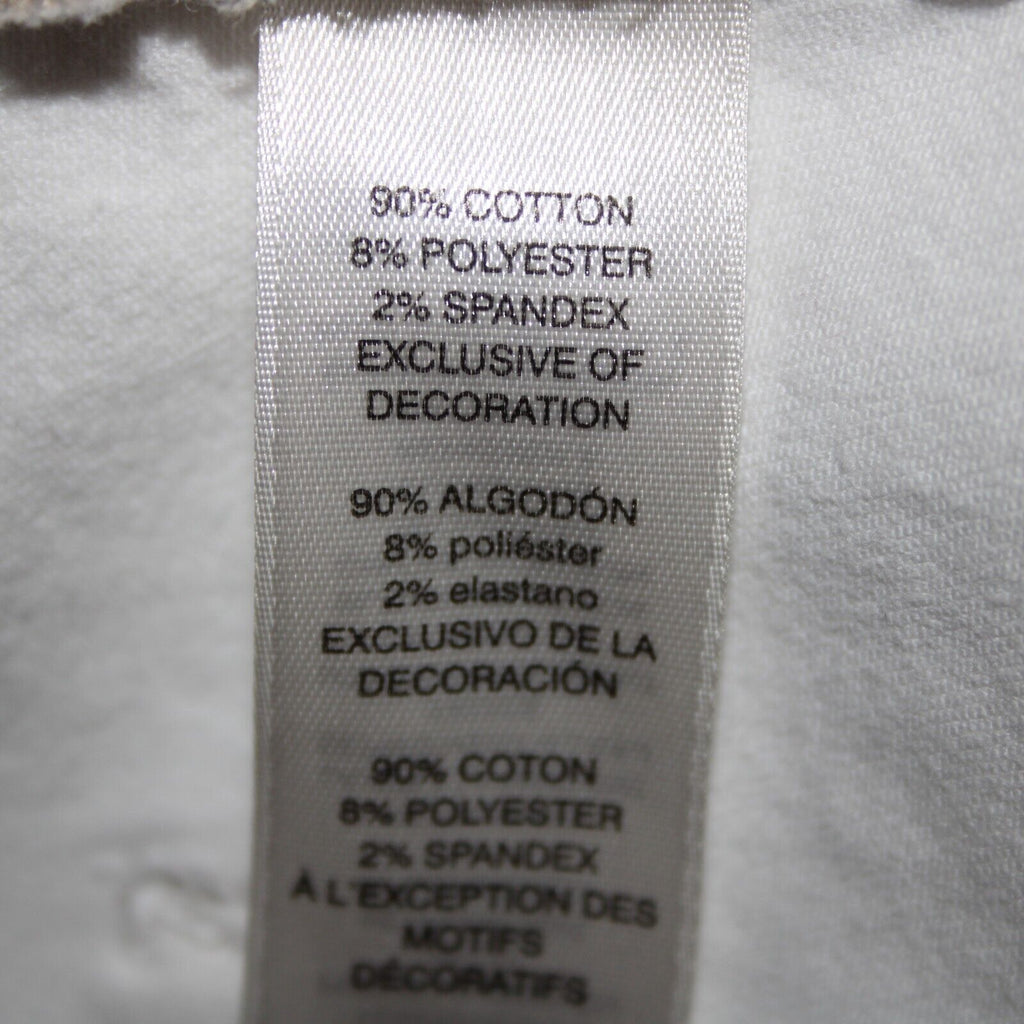 90% COTTON
8% POLYESTER
2% SPANDEX
EXCLUSIVE OF
DECORATION
90% ALGODÓN
8% poliéster
2% elastano
EXCLUSIVO DE LA
DECORACIÓN
90% COTON
8% POLYESTER
2% SPANDEX
À L'EXCEPTION DES
MOTIFS
DÉCORATIFS